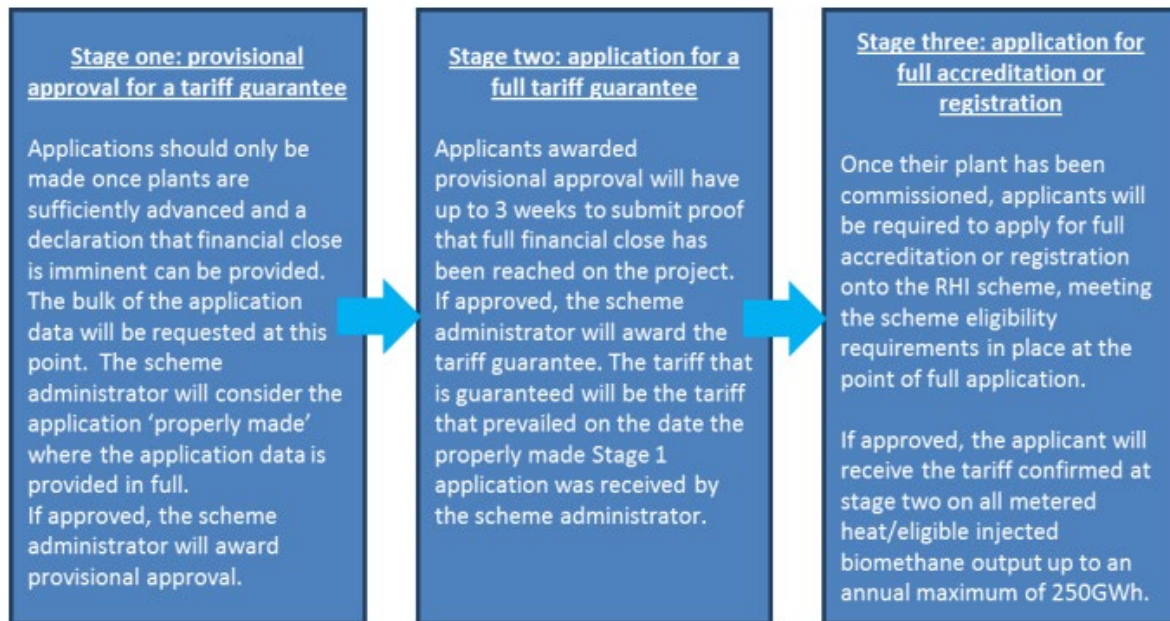 Stage one: provisional
approval for a tariff guarantee
Applications should only be
made once plants are
sufficiently advanced and a
declaration that financial close
is imminent can be provided.
The bulk of the application
data will be requested at this
point.  The scheme
administrator will consider the
application ‘properly made’
where the application data is
provided in full.
If approved, the scheme
administrator will award
provisional approval.
Stage two: application for a
full tariff guarantee
Applicants awarded
provisional approval will have
up to 3 weeks to submit proof
that full financial close has
been reached on the project.
If approved, the scheme
administrator will award the
tariff guarantee. The tariff that
is guaranteed will be the tariff
that prevailed on the date the
properly made Stage 1
application was received by
the scheme administrator.
Stage three: application for
full accreditation or
registration
Once their plant has been
commissioned, applicants will
be required to apply for full
accreditation or registration
onto the RHI scheme, meeting
the scheme eligibility
requirements in place at the
point of full application.
If approved, the applicant will
receive the tariff confirmed at
stage two on all metered
heat/eligible injected
biomethane output up to an
annual maximum of 250GWh.